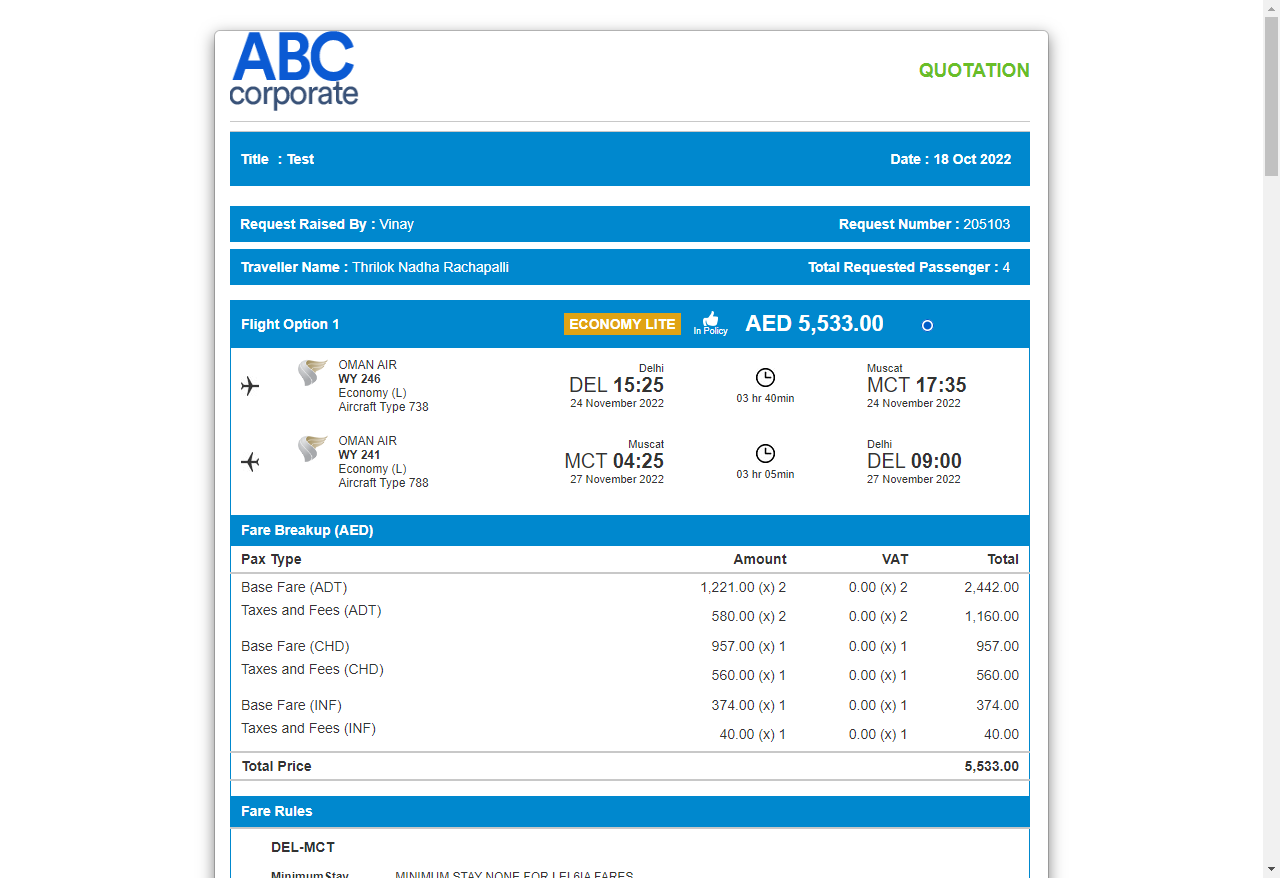 ABC
corporate
QUOTATION
Title : Test
Date : 18 Oct 2022
Request Raised By : Vinay
Request Number : 205103
Traveller Name : Thrilok Nadha Rachapalli
Total Requested Passenger : 4
Flight Option 1
ECONOMY LITE
In Policy
AED 5,533.00
OMAN AIR
WY 246
Economy (L)
Aircraft Type 738
Delhi
DEL 15:25
24 November 2022
03 hr 40min
Muscat
MCT 17:35
24 November 2022
OMAN AIR
WY 241
Economy (L)
Aircraft Type 788
Muscat
MCT 04:25
27 November 2022
03 hr 05min
Delhi
DEL 09:00
27 November 2022
Fare Breakup (AED)
Pax Type Amount VAT Total
Base Fare (ADT) 1,221.00 (x) 2 0.00 (x) 2 2,442.00
Taxes and Fees (ADT) 580.00 (x) 2 0.00 (x) 2 1,160.00
Base Fare (CHD) 957.00 (x) 1 0.00 (x) 1 957.00
Taxes and Fees (CHD) 560.00 (x) 1 0.00 (x) 1 560.00
Base Fare (INF) 374.00 (x) 1 0.00 (x) 1 374.00
Taxes and Fees (INF) 40.00 (x) 1 0.00 (x) 1 40.00
Total Price 5,533.00
Fare Rules
DEL-MCT
MinimumStay MINIMUM STAY NONE FOR LFL6IA FARES